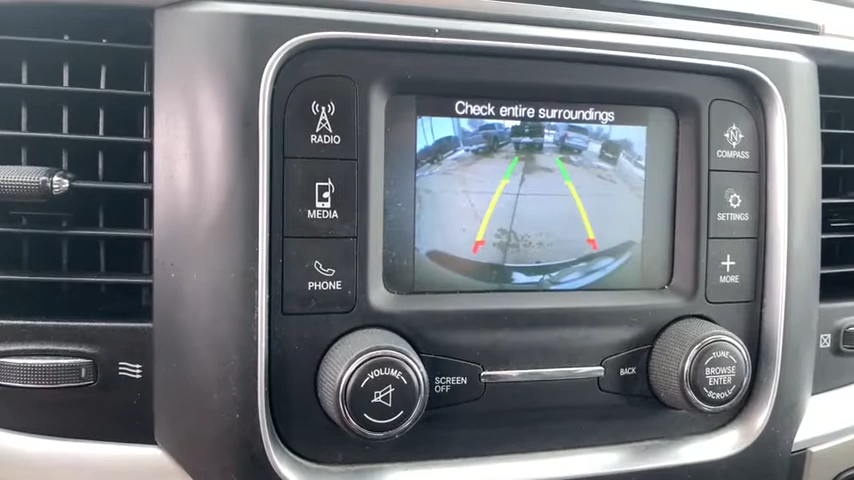 Check entire surroundings
RADIO
MEDIA
PHONE
N
COMPASS
SETTINGS
MORE
VOLUME
SCREEN
OFF
BACK
TUNE
BROWSE
ENTER
SCROLL